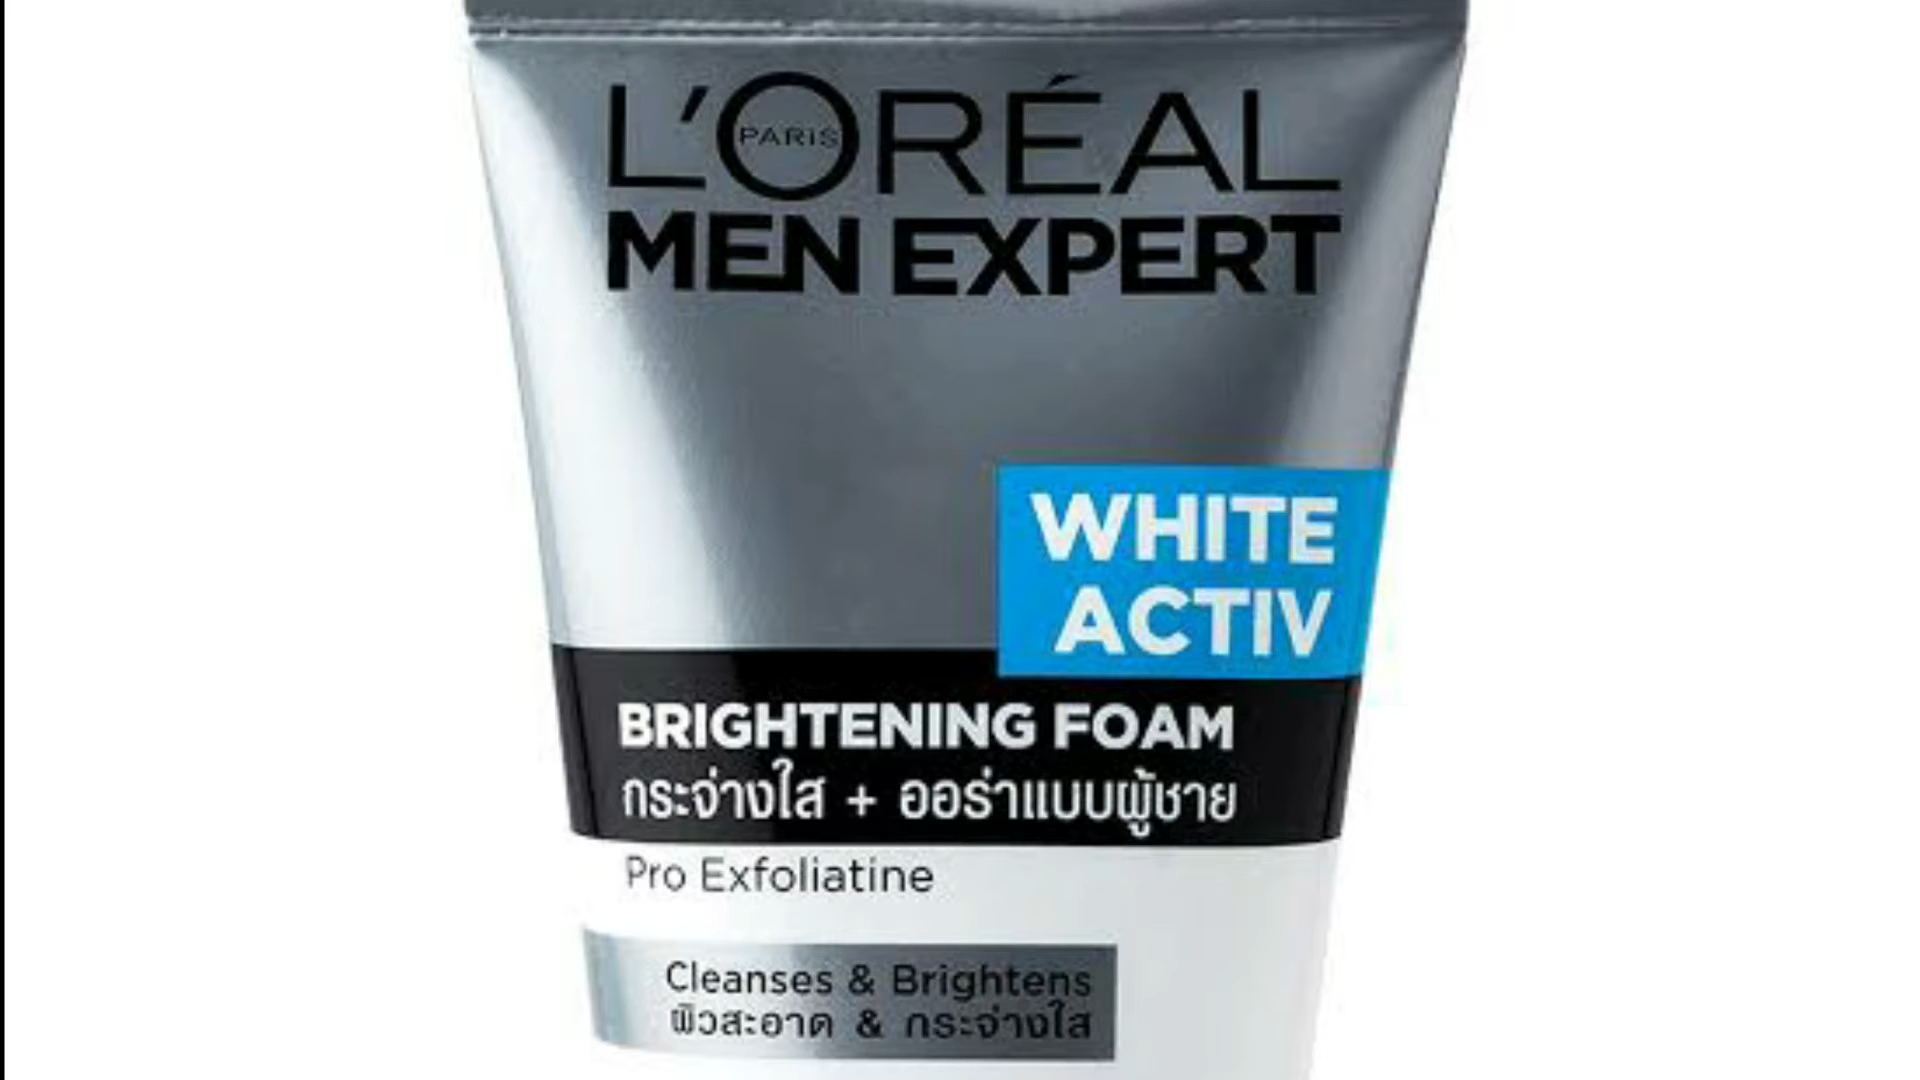 L'ORÉAL
PARIS
MEN EXPERT
WHITE
ACTIV
BRIGHTENING FOAM
กระจ่างใส + ออร่าแบบผู้ชาย
Pro Exfoliatine
Cleanses & Brightens
ผิวสะอาด & กระจ่างใส